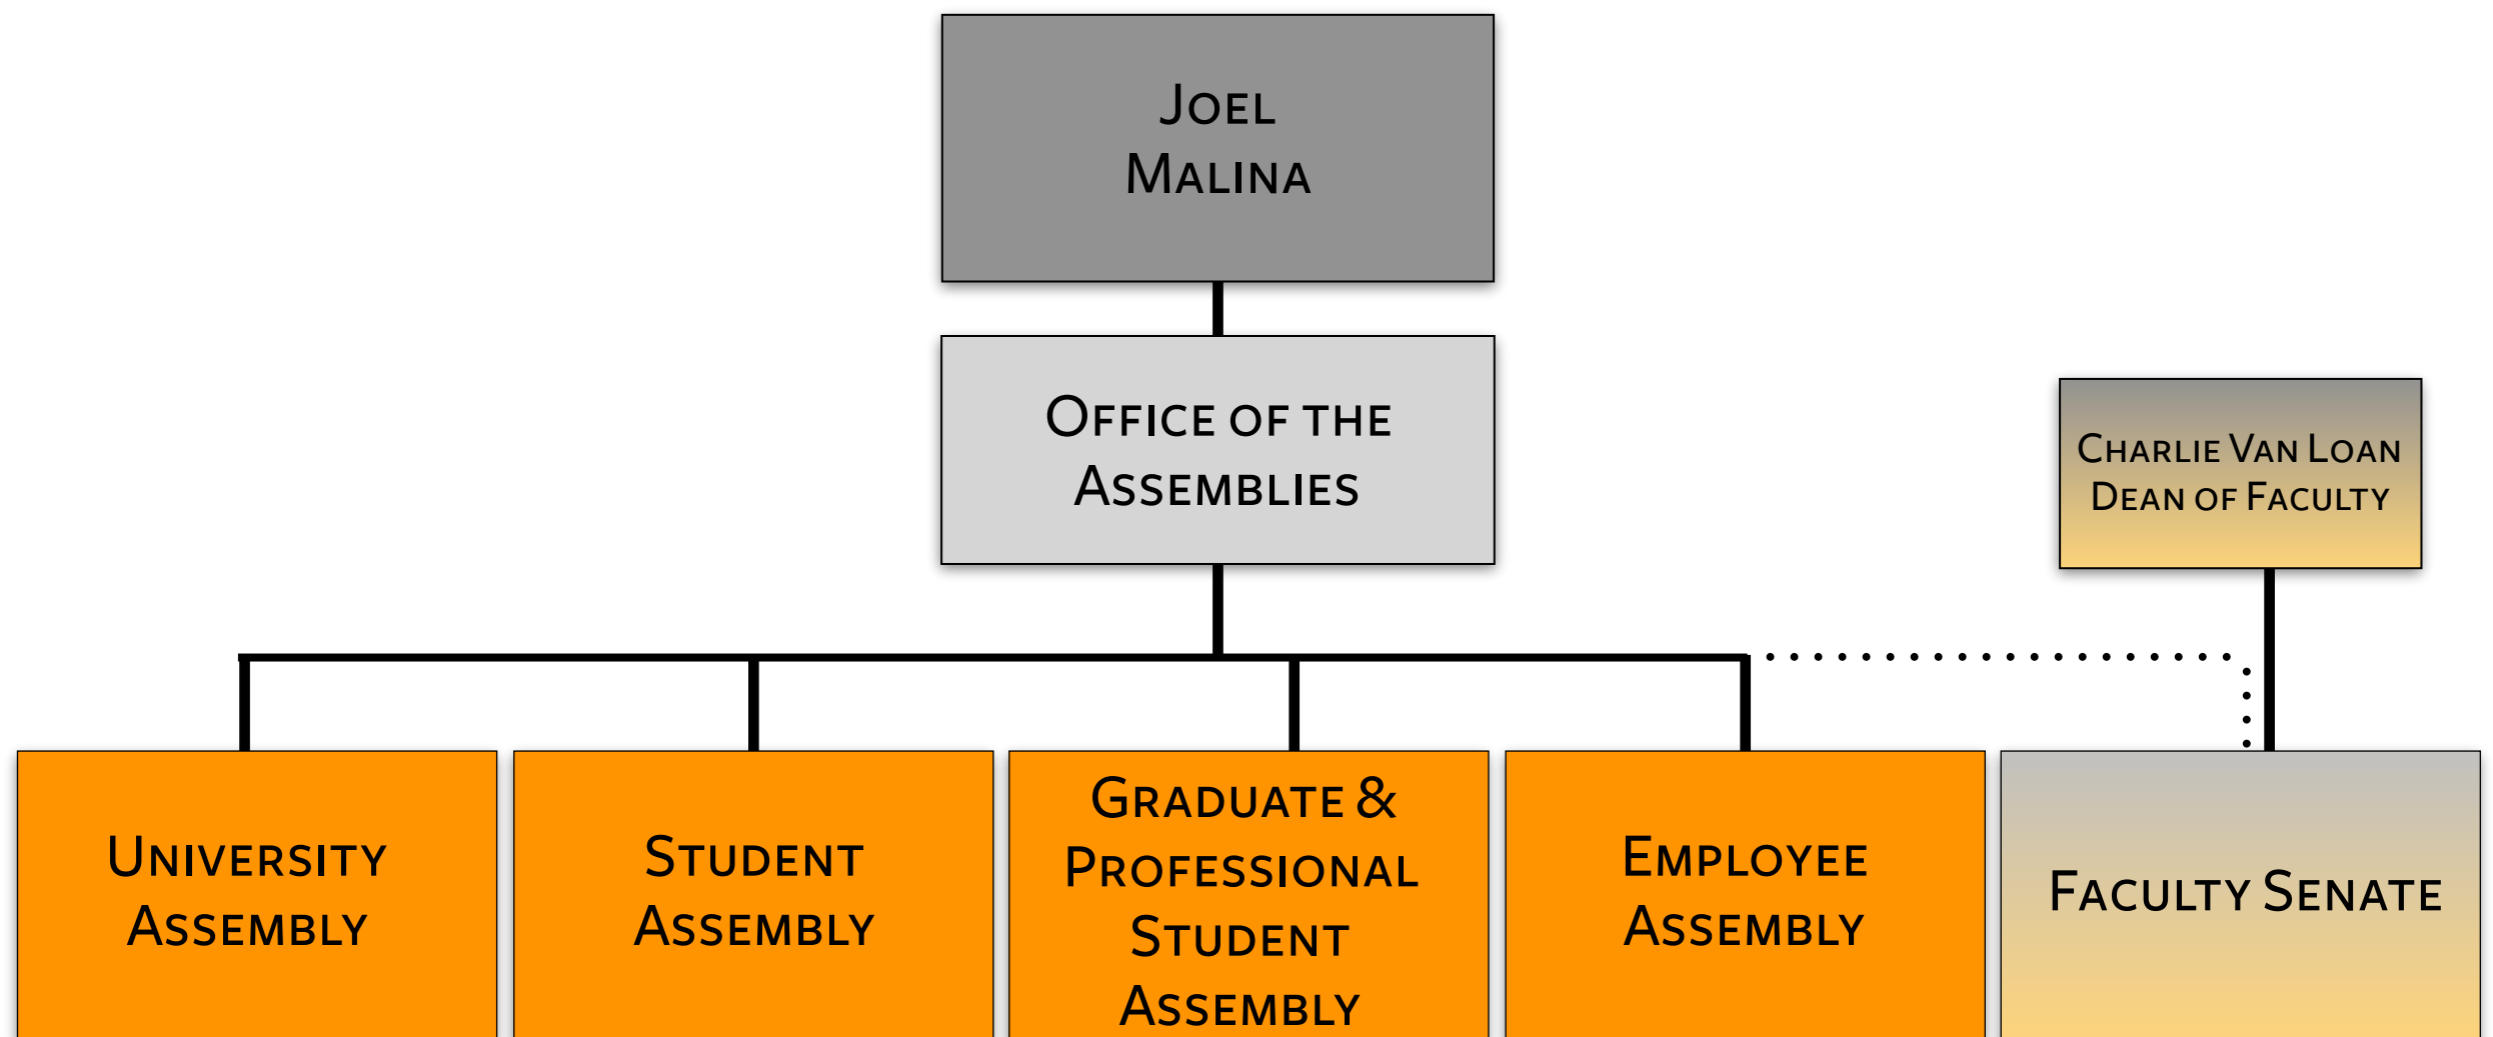 Joel
Malina
Office of the
Assemblies
Charlie Van Loan
Dean of Faculty
University
Assembly
Student
Assembly
Graduate &
Professional
Student
Assembly
Employee
Assembly
Faculty Senate